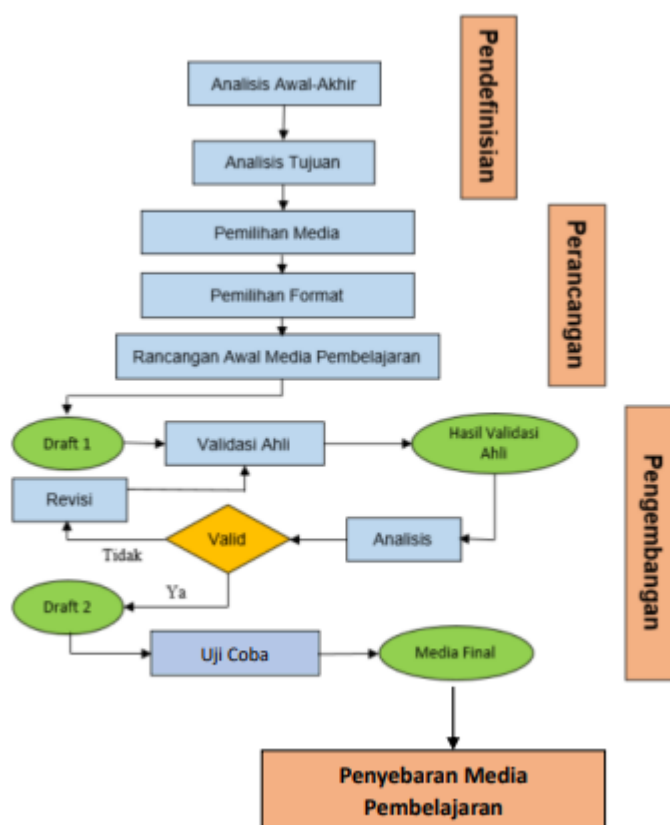 Pendefinisian
Analisis Awal-Akhir
Analisis Tujuan
Perancangan
Pemilihan Media
Pemilihan Format
Rancangan Awal Media Pembelajaran
Pengembangan
Draft 1
Validasi Ahli
Hasil Validasi
Ahli
Revisi
Valid
Analisis
Tidak
Ya
Draft 2
Uji Coba
Media Final
Penyebaran Media
Pembelajaran